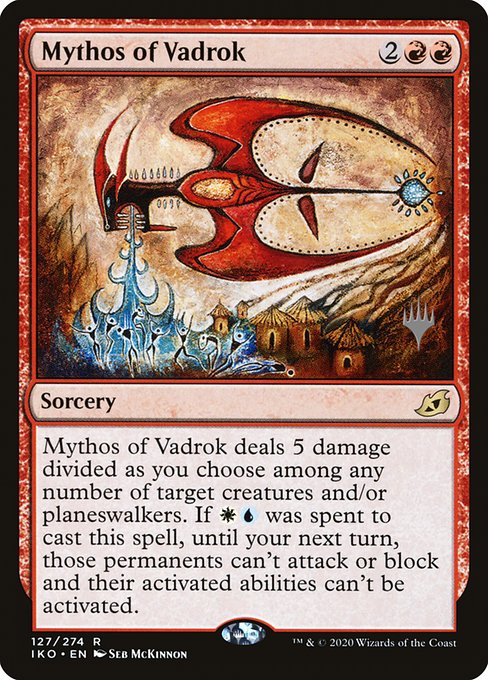 Mythos of Vadrok 2
Sorcery
Mythos of Vadrok deals 5 damage
divided as you choose among any
number of target creatures and/or
planeswalkers. If was spent to
cast this spell, until your next turn,
those permanents can't attack or block
and their activated abilities can't be
activated.
127/274 R
IKO • EN Seb McKinnon
™ & © 2020 Wizards of the Coast